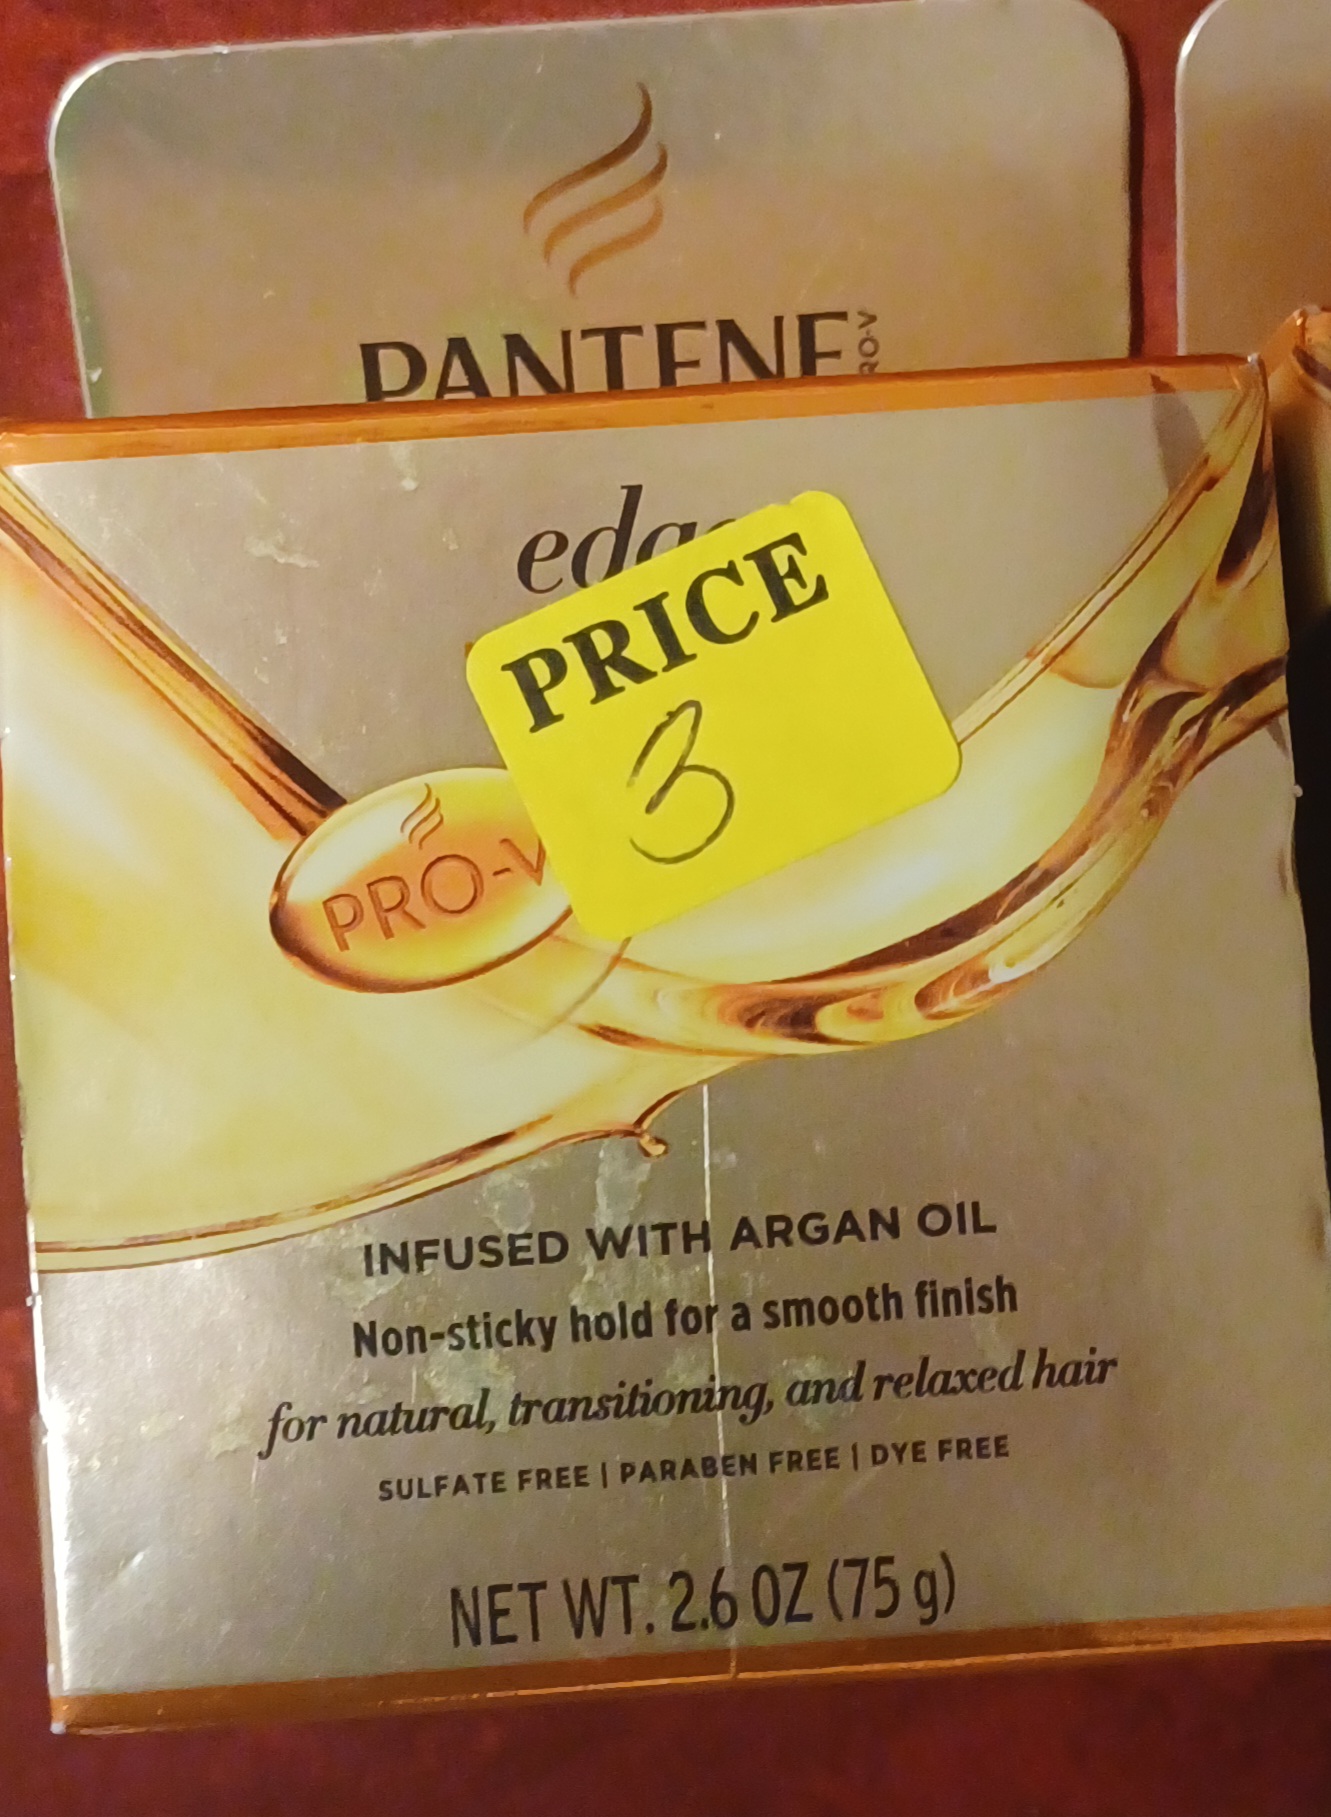 PANTENE
PRO-V
PRICE
3
PRO-V
INFUSED WITH ARGAN OIL
Non-sticky hold for a smooth finish
for natural, transitioning, and relaxed hair
SULFATE FREE | PARABEN FREE | DYE FREE
NET WT. 2.6 OZ (75 g)